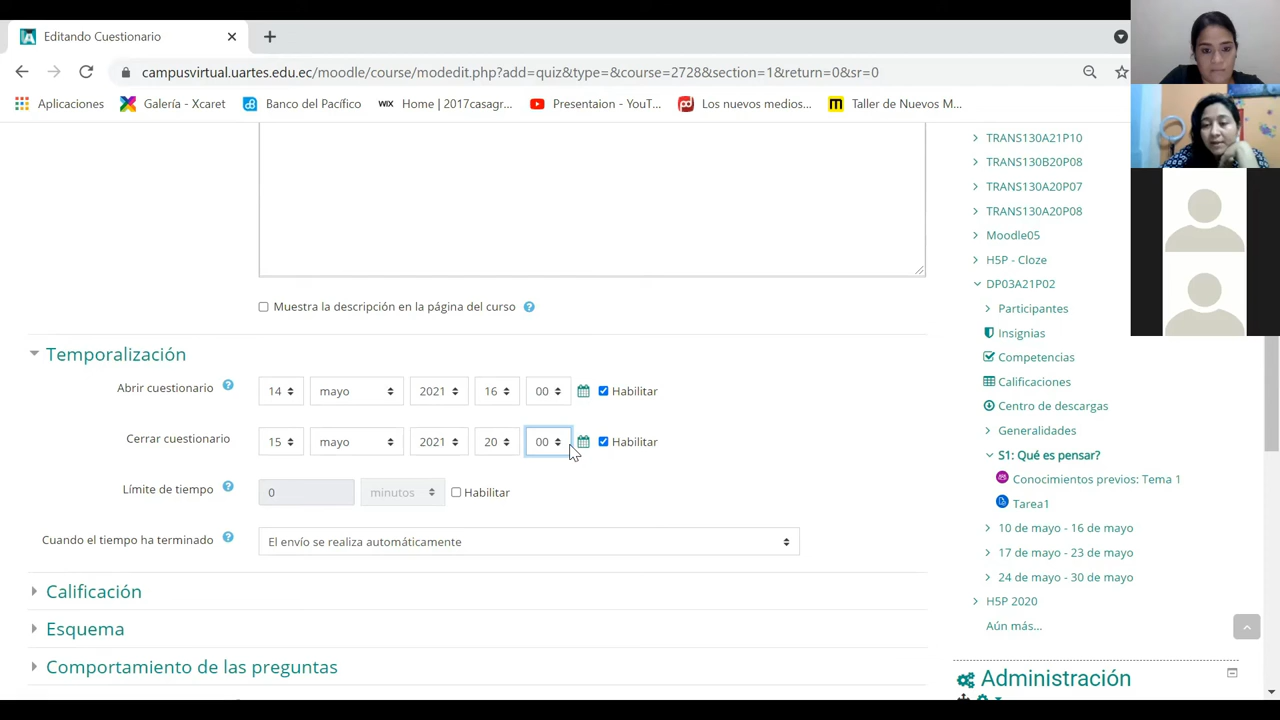 Editando Cuestionario
campusvirtual.uartes.edu.ec/moodle/course/modedit.php?add=quiz&type=&course=2728&section=1&return=0&sr=0
Aplicaciones Galería - Xcaret Banco del Pacífico WIX Home | 2017casagr... Presentaion - YouT... Los nuevos medios... Taller de Nuevos M...
Muestra la descripción en la página del curso
Temporalización
Abrir cuestionario 14 mayo 2021 16 00 Habilitar
Cerrar cuestionario 15 mayo 2021 20 00 Habilitar
Límite de tiempo 0 minutos Habilitar
Cuando el tiempo ha terminado El envío se realiza automáticamente
Calificación
Esquema
Comportamiento de las preguntas
TRANS130A21P10
TRANS130B20P08
TRANS130A20P07
TRANS130A20P08
Moodle05
H5P - Cloze
DP03A21P02
Participantes
Insignias
Competencias
Calificaciones
Centro de descargas
Generalidades
S1: Qué es pensar?
Conocimientos previos: Tema 1
Tarea1
10 de mayo - 16 de mayo
17 de mayo - 23 de mayo
24 de mayo - 30 de mayo
H5P 2020
Aún más...
Administración